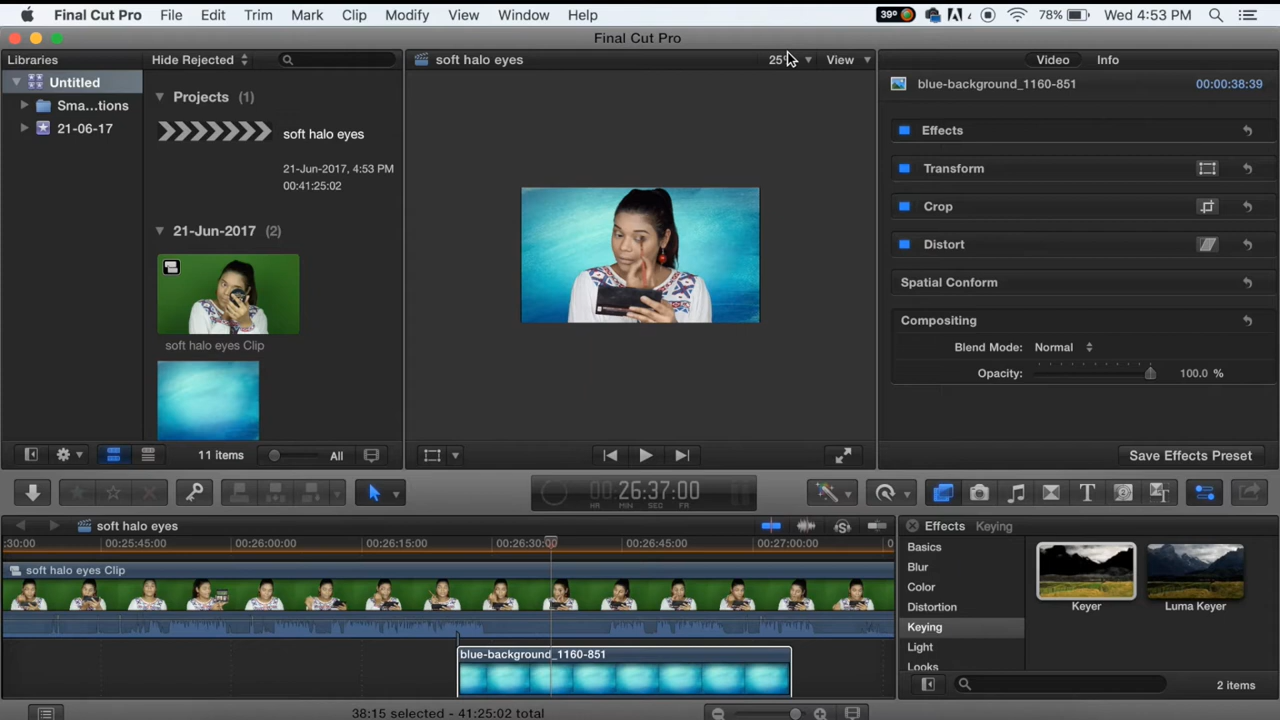 Final Cut Pro File Edit Trim Mark Clip Modify View Window Help 39° 78% Wed 4:53 PM
Final Cut Pro
Libraries Hide Rejected soft halo eyes 25% View Video Info
Untitled
Sma...tions
21-06-17
Projects (1)
soft halo eyes
21-Jun-2017, 4:53 PM
00:41:25:02
21-Jun-2017 (2)
soft halo eyes Clip
11 items All
blue-background_1160-851 00:00:38:39
Effects
Transform
Crop
Distort
Spatial Conform
Compositing
Blend Mode: Normal
Opacity: 100.0 %
Save Effects Preset
00:26:37:00
HR MIN SEC FR
soft halo eyes
:30:00 00:25:45:00 00:26:00:00 00:26:15:00 00:26:30:00 00:26:45:00 00:27:00:00 0
soft halo eyes Clip
blue-background_1160-851
Effects Keying
Basics
Blur
Color
Distortion
Keying
Light
Looks
Keyer Luma Keyer
2 items
38:15 selected - 41:25:02 total